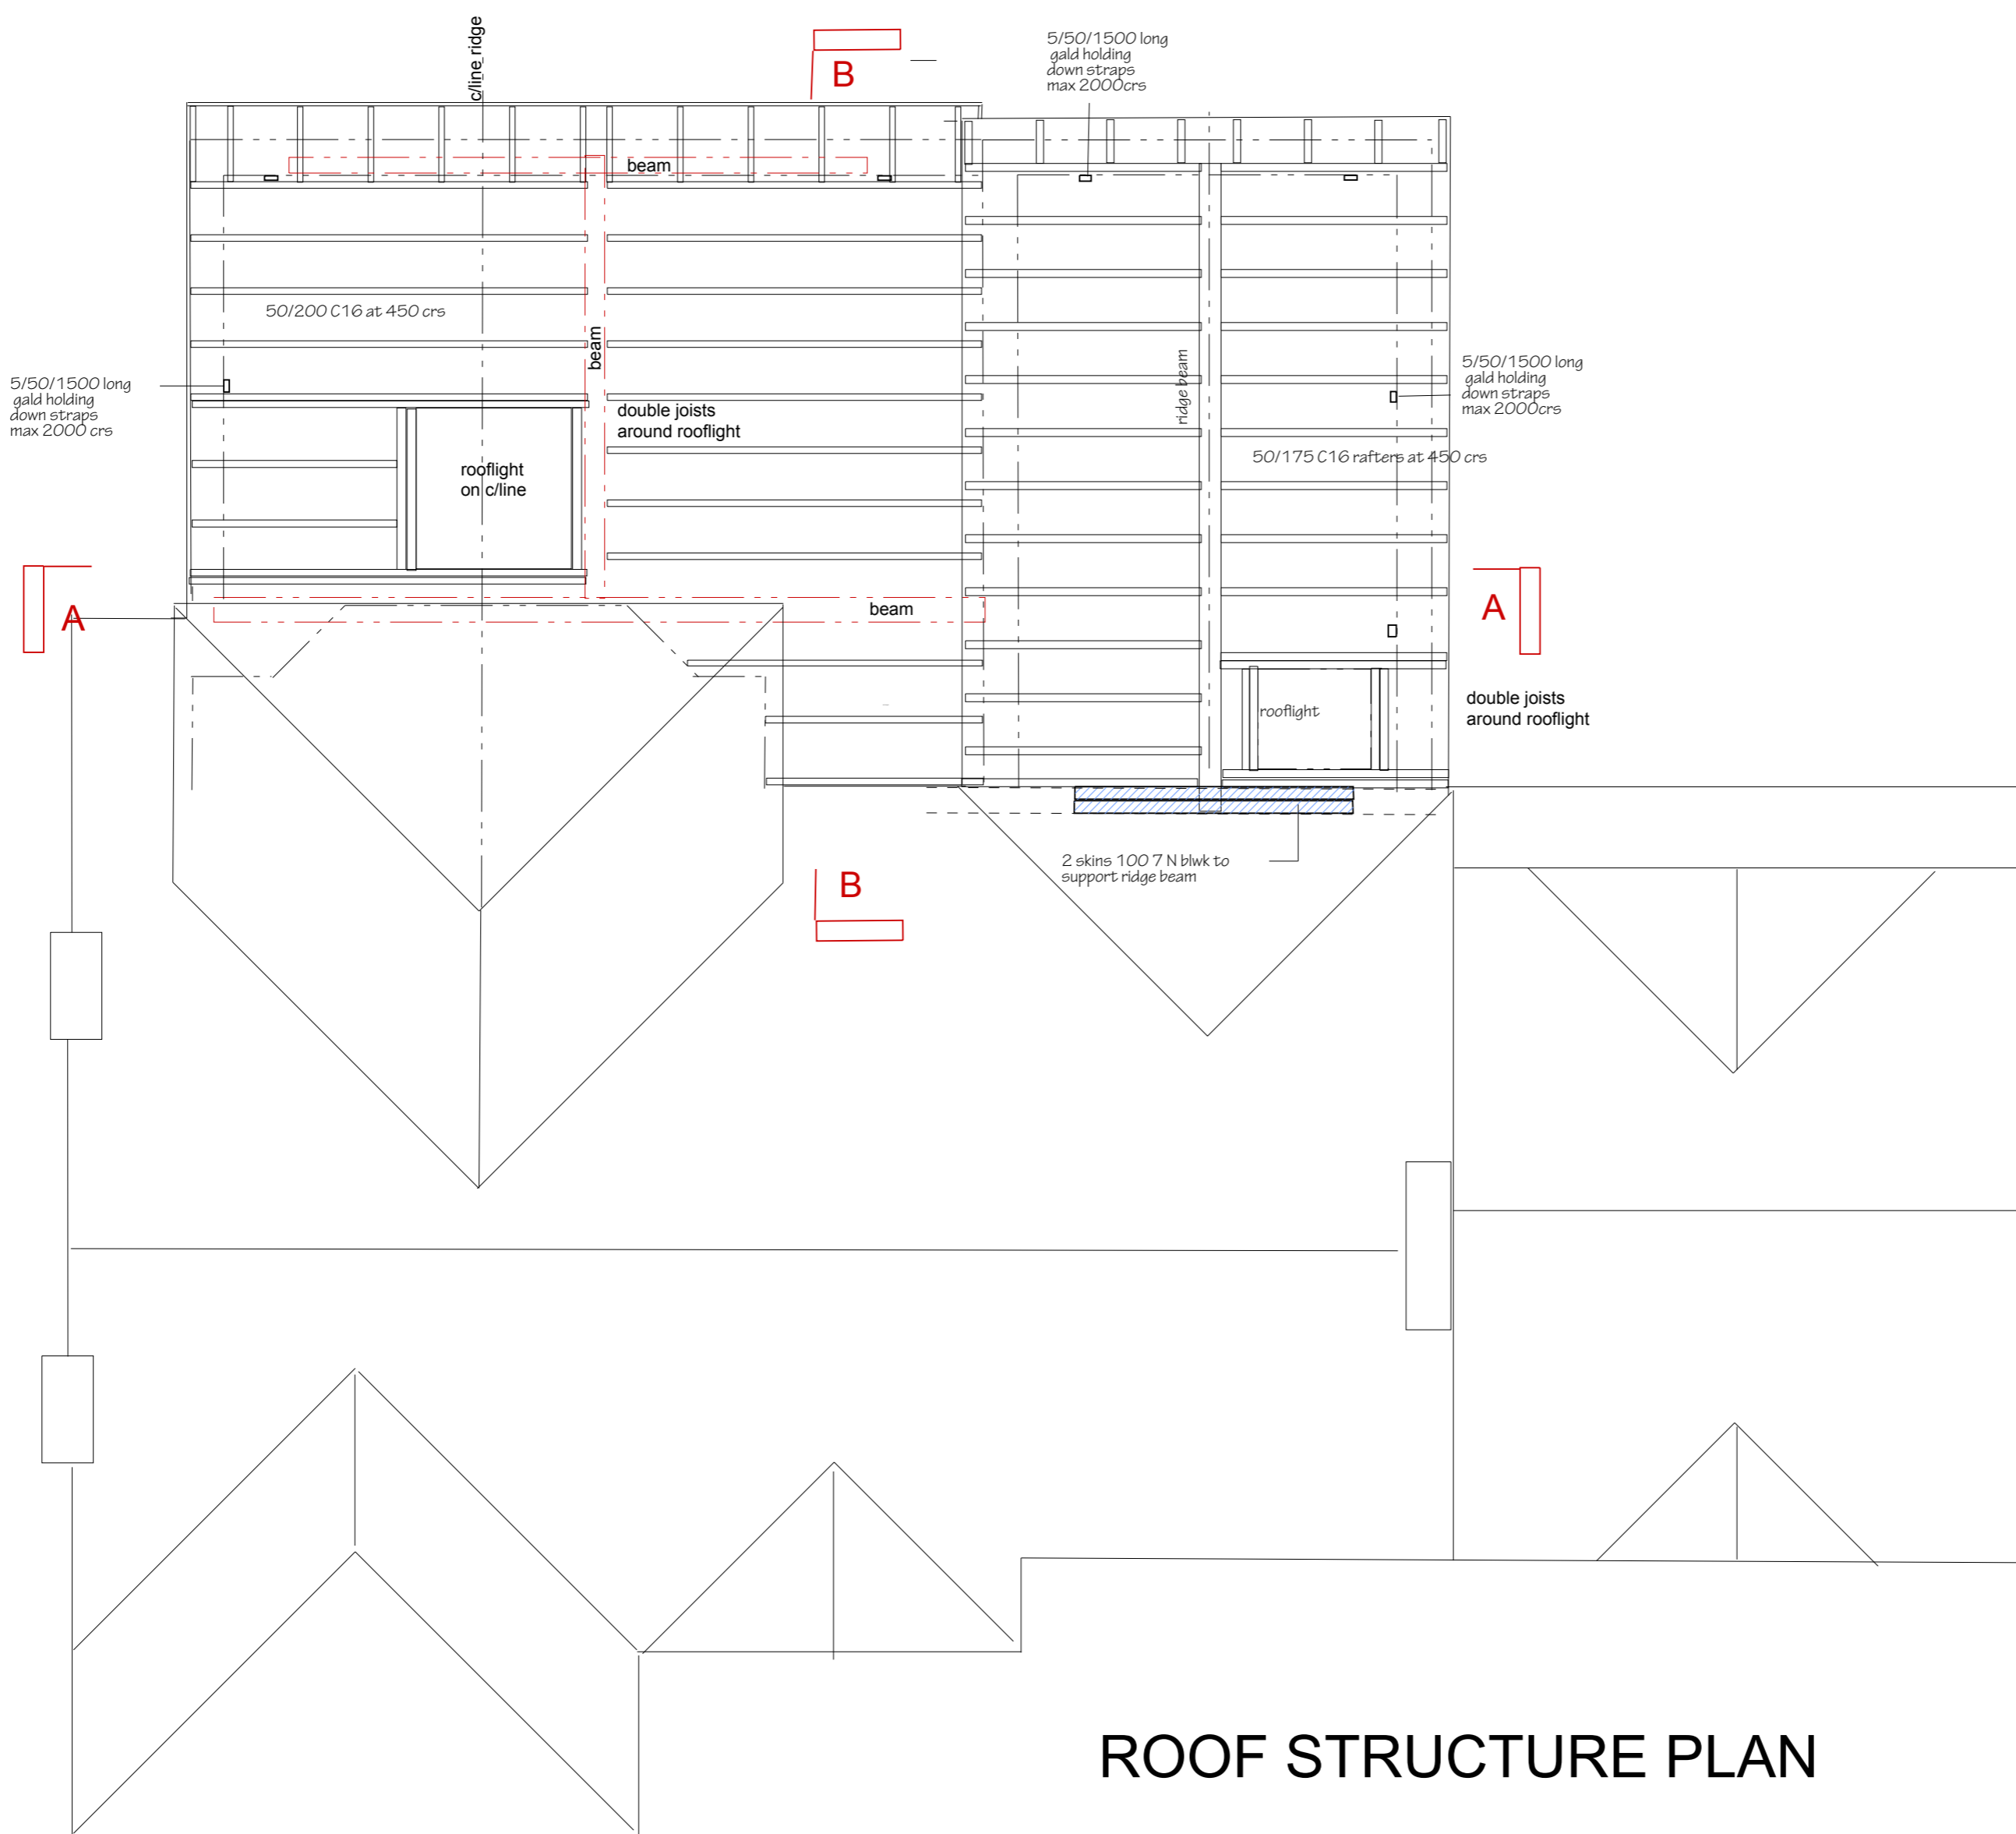 c/line ridge
B
5/50/1500 long
gald holding
down straps
max 2000crs
beam
50/200 C16 at 450 crs
beam
5/50/1500 long
gald holding
down straps
max 2000 crs
double joists
around rooflight
rooflight
on c/line
ridge beam
5/50/1500 long
gald holding
down straps
max 2000crs
50/175 C16 rafters at 450 crs
A
beam
A
rooflight
double joists
around rooflight
2 skins 100 7 N blwk to
support ridge beam
B
ROOF STRUCTURE PLAN